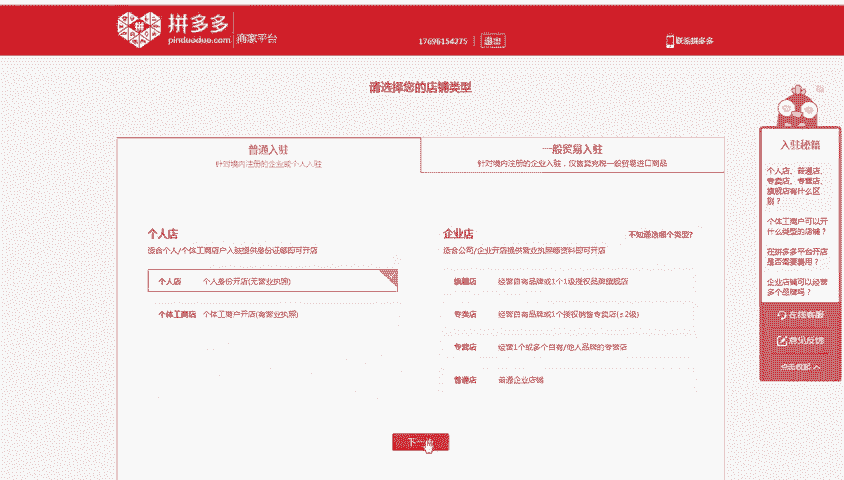 拼多多
pinduoduo.com
商家平台
17696154275
退出
联系拼多多
请选择您的店铺类型
普通入驻
针对境内注册的企业或个人入驻
一般贸易入驻
针对境内注册的企业入驻，仅售卖完税一般贸易进口商品
个人店
适合个人/个体工商户入驻提供身份证等即可开店
个人店 个人身份开店(无营业执照)
个体工商店 个体工商户开店(有营业执照)
企业店
不知道选哪个类型?
适合公司/企业开店提供营业执照等资料即可开店
旗舰店 经营自有品牌或1个1级授权品牌旗舰店
专卖店 经营自有品牌或1个授权销售专卖店(≤2级)
专营店 经营1个或多个自有/他人品牌的专营店
普通店 普通企业店铺
下一步
入驻秘籍
个人店、普通店、
专卖店、专营店、
旗舰店有什么区
别？
个体工商户可以开
什么类型的店铺？
在拼多多平台开店
是否需要费用？
企业店铺可以经营
多个品牌吗？
在线客服
意见反馈
点击收起